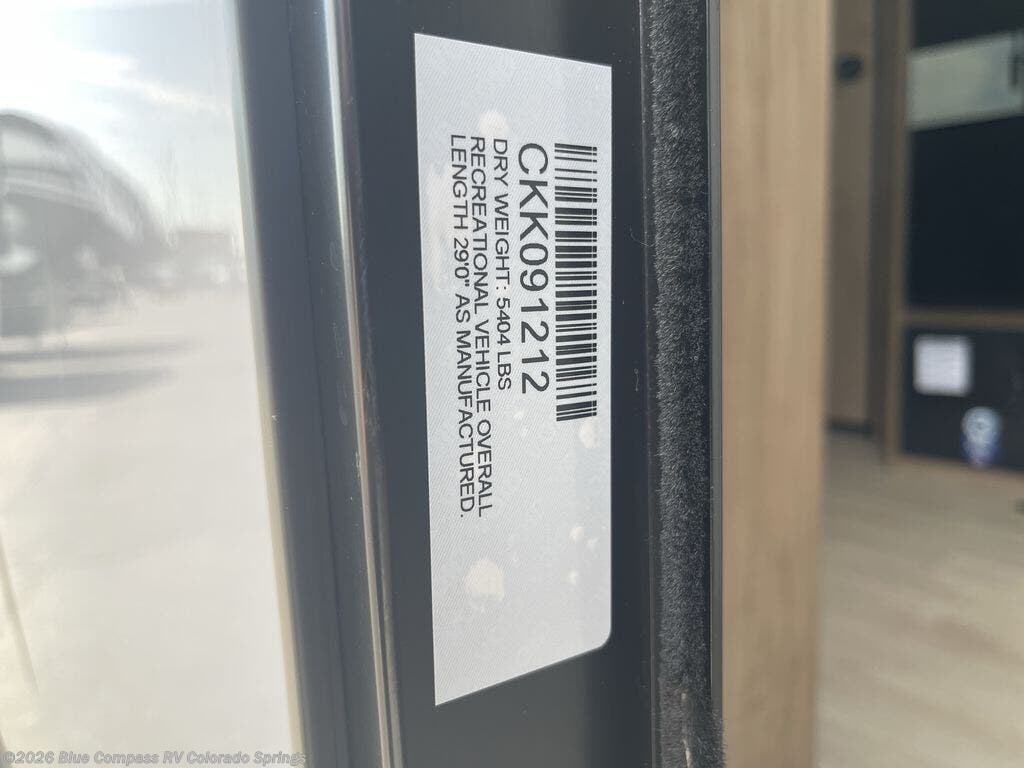 CKK091212
DRY WEIGHT: 5404 LBS
RECREATIONAL VEHICLE OVERALL
LENGTH 29'0" AS MANUFACTURED.
©2026 Blue Compass RV Colorado Springs